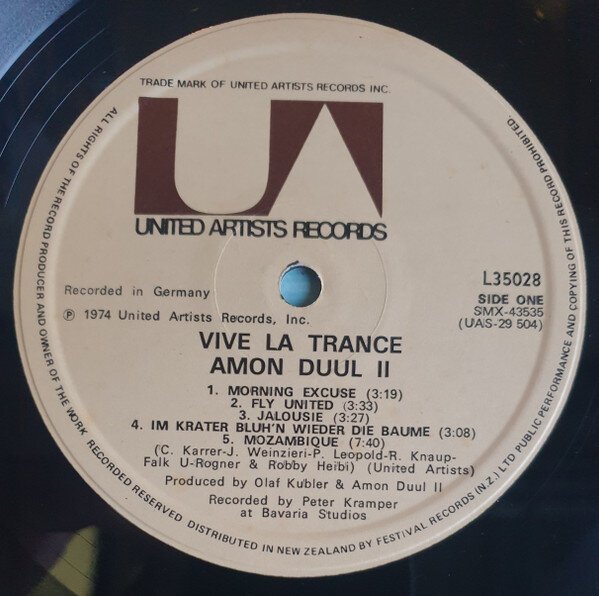 TRADE MARK OF UNITED ARTISTS RECORDS INC.
UA
UNITED ARTISTS RECORDS
Recorded in Germany
℗ 1974 United Artists Records, Inc.
L35028
SIDE ONE
SMX-43535
(UAS-29 504)
VIVE LA TRANCE
AMON DUUL II
1. MORNING EXCUSE (3:19)
2. FLY UNITED (3:33)
3. JALOUSIE (3:27)
4. IM KRATER BLUH'N WIEDER DIE BAUME (3:08)
5. MOZAMBIQUE (7:40)
(C. Karrer-J. Weinzieri-P. Leopold-R. Knaup-
Falk U-Rogner & Robby Heibi) (United Artists)
Produced by Olaf Kubler & Amon Duul II
Recorded by Peter Kramper
at Bavaria Studios
ALL RIGHTS OF THE RECORD PRODUCER AND OWNER OF THE WORK RECORDED RESERVED DISTRIBUTED IN NEW ZEALAND BY FESTIVAL RECORDS (N.Z.) LTD PUBLIC PERFORMANCE AND COPYING OF THIS RECORD PROHIBITED.